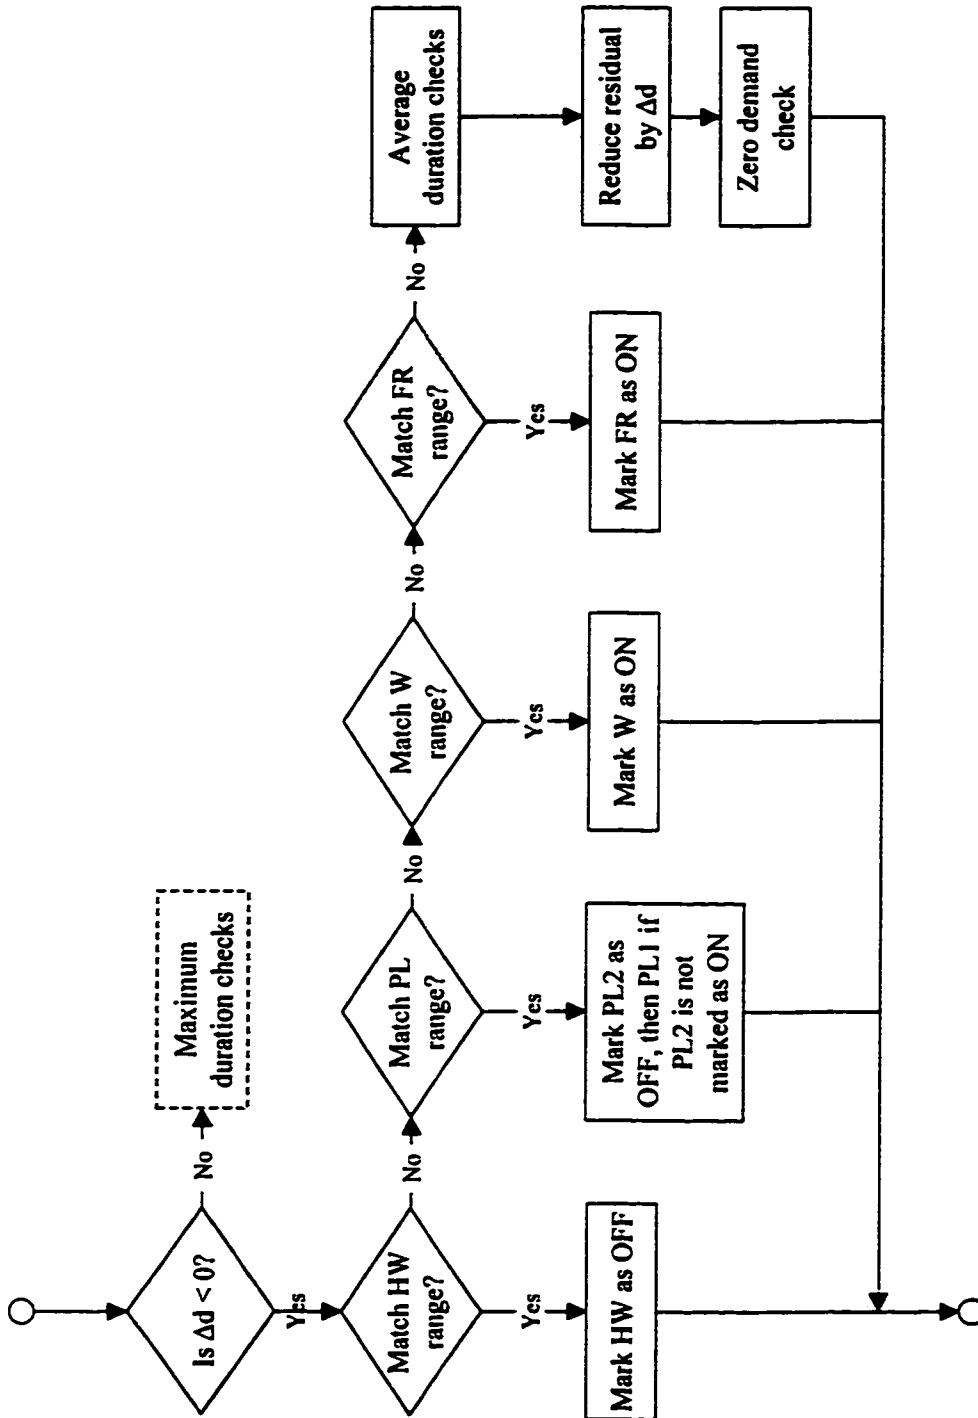 Is Δd < 0?
No
Maximum
duration checks
Yes
Match HW
range?
No
Match PL
range?
No
Match W
range?
No
Match FR
range?
No
Average
duration checks
Yes
Mark HW as OFF
Yes
Mark PL2 as
OFF, then PL1 if
PL2 is not
marked as ON
Yes
Mark W as ON
Yes
Mark FR as ON
Reduce residual
by Δd
Zero demand
check